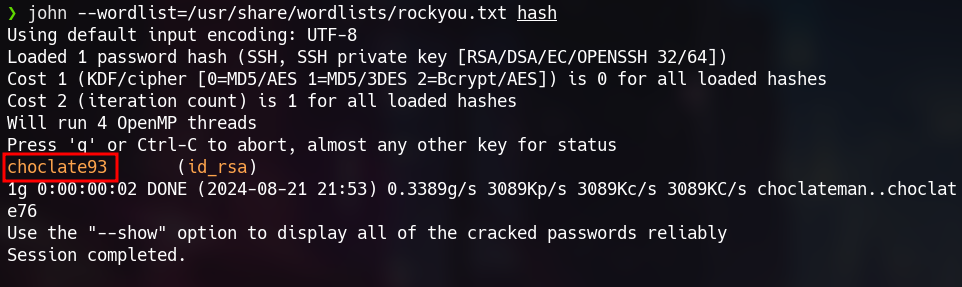 ❯ john --wordlist=/usr/share/wordlists/rockyou.txt hash
Using default input encoding: UTF-8
Loaded 1 password hash (SSH, SSH private key [RSA/DSA/EC/OPENSSH 32/64])
Cost 1 (KDF/cipher [0=MD5/AES 1=MD5/3DES 2=Bcrypt/AES]) is 0 for all loaded hashes
Cost 2 (iteration count) is 1 for all loaded hashes
Will run 4 OpenMP threads
Press 'q' or Ctrl-C to abort, almost any other key for status
choclate93       (id_rsa)
1g 0:00:00:02 DONE (2024-08-21 21:53) 0.3389g/s 3089Kp/s 3089Kc/s 3089KC/s choclateman..choclat
e76
Use the "--show" option to display all of the cracked passwords reliably
Session completed.